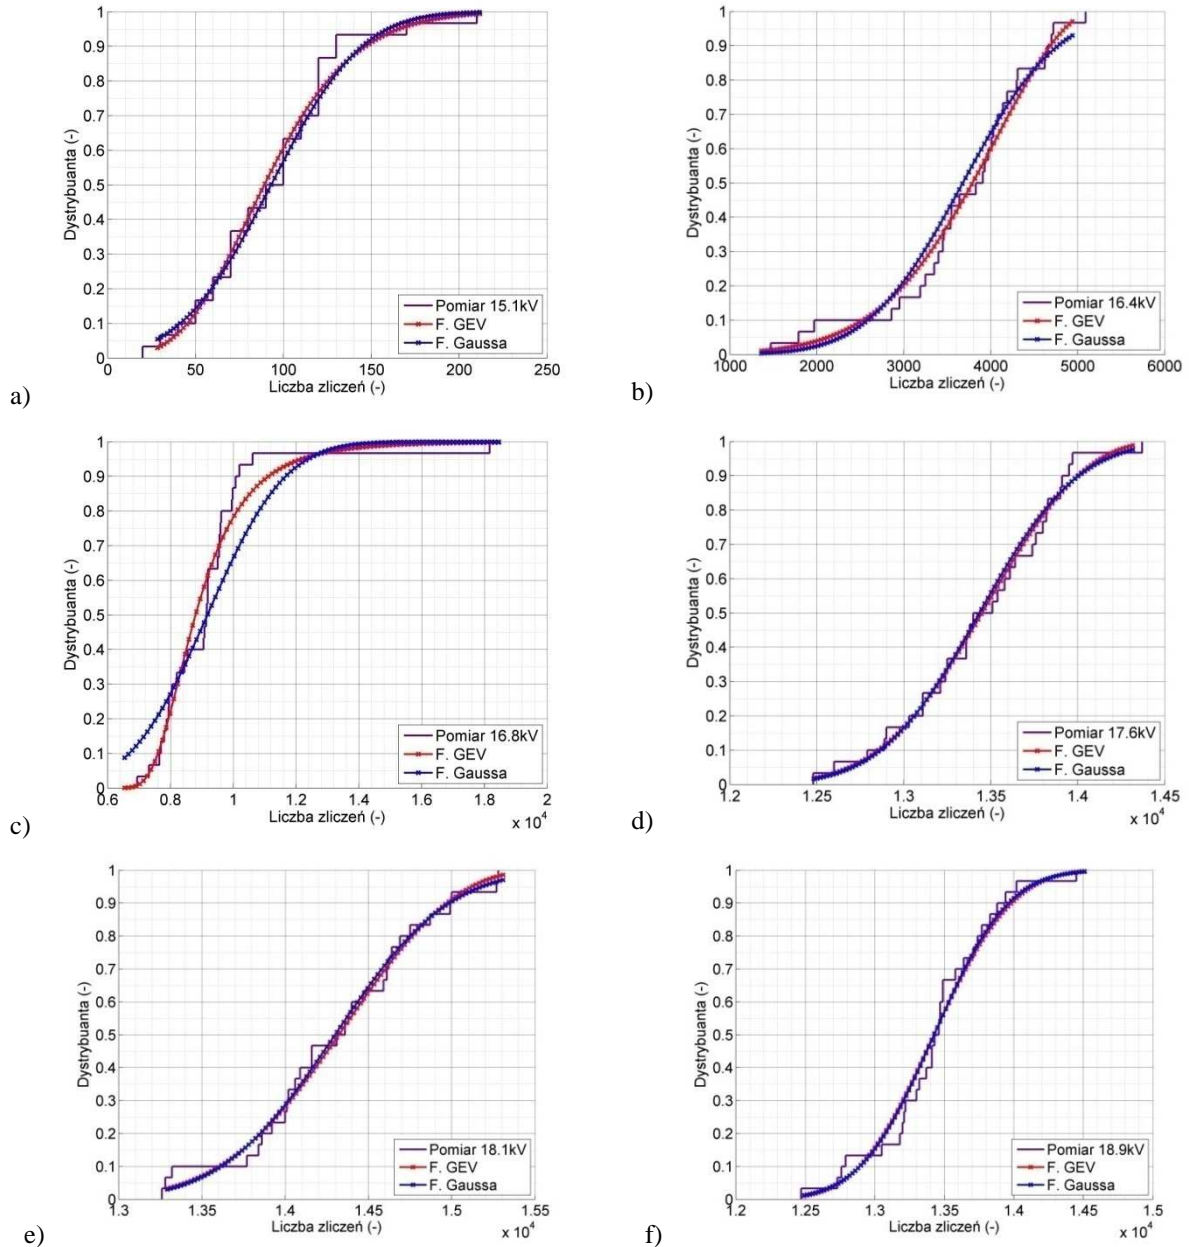 1
0.9
0.8
0.7
0.6
0.5
0.4
0.3
0.2
0.1
0
Dystrybuanta (-)
Pomiar 15.1kV
F. GEV
F. Gaussa
50 100 150 200 250
Liczba zliczeń (-)
a)
1
0.9
0.8
0.7
0.6
0.5
0.4
0.3
0.2
0.1
0
Dystrybuanta (-)
Pomiar 16.4kV
F. GEV
F. Gaussa
1000 2000 3000 4000 5000 6000
Liczba zliczeń (-)
b)
1
0.9
0.8
0.7
0.6
0.5
0.4
0.3
0.2
0.1
0
Dystrybuanta (-)
Pomiar 16.8kV
F. GEV
F. Gaussa
0.6 0.8 1 1.2 1.4 1.6 1.8 20
Liczba zliczeń (-)
x 10⁴
c)
1
0.9
0.8
0.7
0.6
0.5
0.4
0.3
0.2
0.1
0
Dystrybuanta (-)
Pomiar 17.6kV
F. GEV
F. Gaussa
1.2 1.25 1.3 1.35 1.4 1.45
Liczba zliczeń (-)
x 10⁴
d)
1
0.9
0.8
0.7
0.6
0.5
0.4
0.3
0.2
0.1
0
Dystrybuanta (-)
Pomiar 18.1kV
F. GEV
F. Gaussa
1.3 1.35 1.4 1.45 1.5 1.55
Liczba zliczeń (-)
x 10⁴
e)
1
0.9
0.8
0.7
0.6
0.5
0.4
0.3
0.2
0.1
0
Dystrybuanta (-)
Pomiar 18.9kV
F. GEV
F. Gaussa
1.2 1.25 1.3 1.35 1.4 1.45 1.5
Liczba zliczeń (-)
x 10⁴
f)